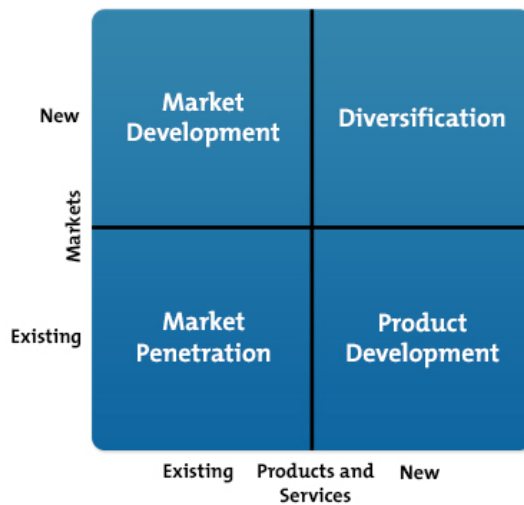 New
Market
Development
Diversification
Markets
Existing
Market
Penetration
Product
Development
Existing
Products and
Services
New